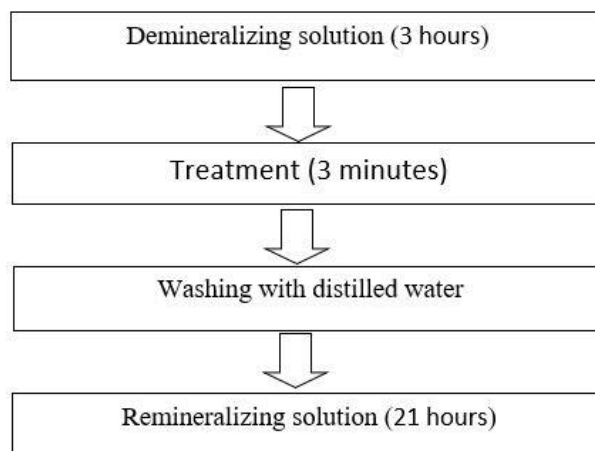 Demineralizing solution (3 hours)
Treatment (3 minutes)
Washing with distilled water
Remineralizing solution (21 hours)